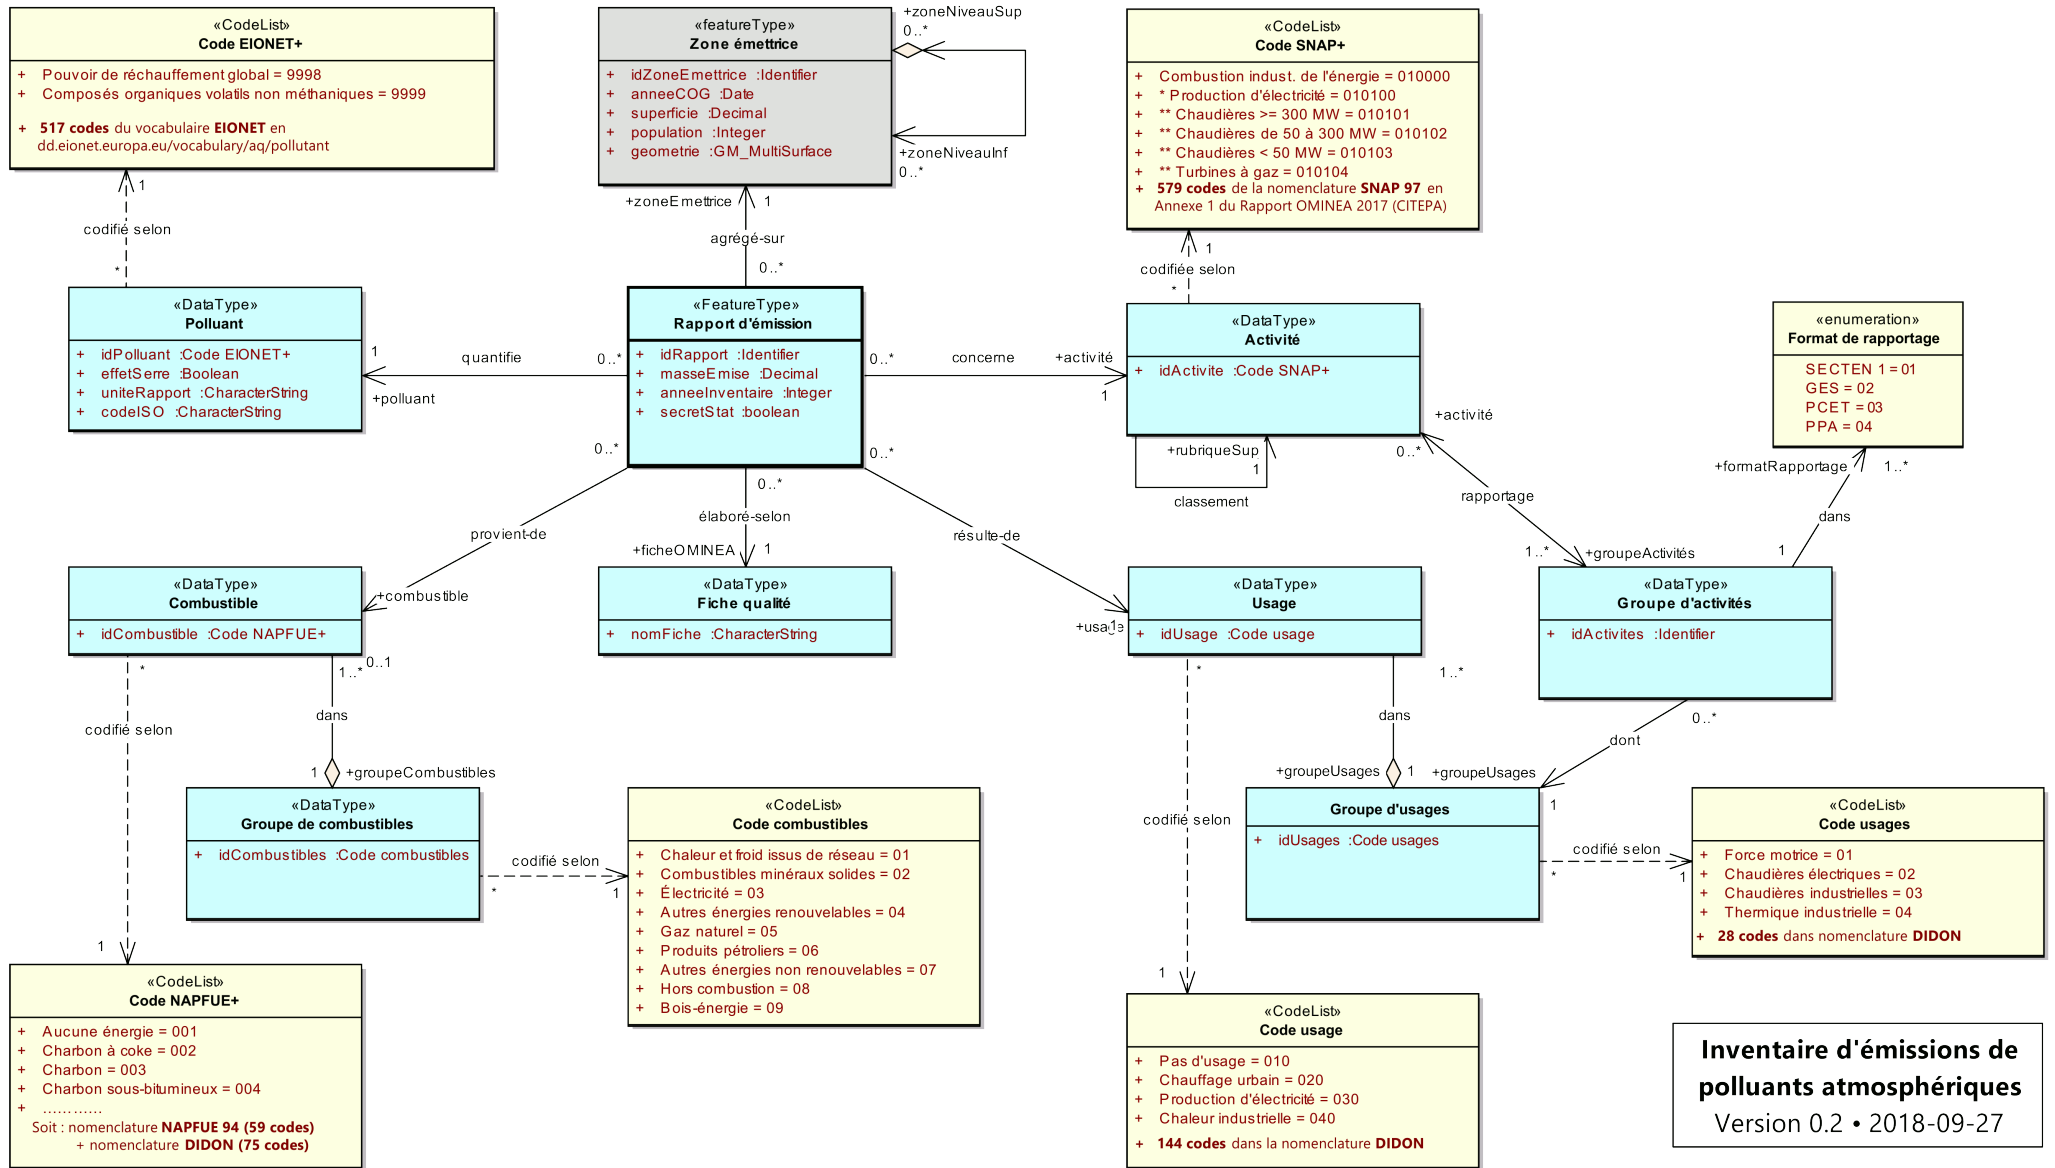 «CodeList»
Code EIONET+
+ Pouvoir de réchauffement global = 9998
+ Composés organiques volatils non méthaniques = 9999
+ 517 codes du vocabulaire EIONET en
dd.eionet.europa.eu/vocabulary/aq/pollutant
«featureType»
Zone émettrice
+ idZoneEmettrice :Identifier
+ anneeCOG :Date
+ superficie :Decimal
+ population :Integer
+ geometrie :GM_MultiSurface
+zoneNiveauSup
0..*
+zoneNiveauInf
0..*
«CodeList»
Code SNAP+
+ Combustion indust. de l'énergie = 010000
+ * Production d'électricité = 010100
+ ** Chaudières >= 300 MW = 010101
+ ** Chaudières de 50 à 300 MW = 010102
+ ** Chaudières < 50 MW = 010103
+ ** Turbines à gaz = 010104
+ 579 codes de la nomenclature SNAP 97 en
Annexe 1 du Rapport OMINEA 2017 (CITEPA)
1
codifié selon
*
+zoneEmettrice 1
agrégé-sur
0..*
1
codifiée selon
*
«DataType»
Polluant
+ idPolluant :Code EIONET+
+ effetSerre :Boolean
+ uniteRapport :CharacterString
+ codeISO :CharacterString
1
quantifie
0..*
+polluant
«FeatureType»
Rapport d'émission
+ idRapport :Identifier
+ masseEmise :Decimal
+ anneeInventaire :Integer
+ secretStat :boolean
0..*
concerne
+activité
1
«DataType»
Activité
+ idActivite :Code SNAP+
+rubriqueSup
1
classement
«enumeration»
Format de rapportage
SECTEN 1 = 01
GES = 02
PCET = 03
PPA = 04
+activité
0..*
rapportage
1..*
+groupeActivités
+formatRapportage
1..*
dans
1
0..*
provient-de
+combustible
0..1
0..*
élaboré-selon
+ficheOMINEA 1
0..*
résulte-de
+usage
1
«DataType»
Combustible
+ idCombustible :Code NAPFUE+
«DataType»
Fiche qualité
+ nomFiche :CharacterString
«DataType»
Usage
+ idUsage :Code usage
«DataType»
Groupe d'activités
+ idActivites :Identifier
*
codifié selon
1
1..*
dans
1 +groupeCombustibles
*
codifié selon
1
1..*
dans
+groupeUsages 1
0..*
dont
+groupeUsages
1
«DataType»
Groupe de combustibles
+ idCombustibles :Code combustibles
codifié selon
*
1
«CodeList»
Code combustibles
+ Chaleur et froid issus de réseau = 01
+ Combustibles minéraux solides = 02
+ Électricité = 03
+ Autres énergies renouvelables = 04
+ Gaz naturel = 05
+ Produits pétroliers = 06
+ Autres énergies non renouvelables = 07
+ Hors combustion = 08
+ Bois-énergie = 09
Groupe d'usages
+ idUsages :Code usages
codifié selon
*
1
«CodeList»
Code usages
+ Force motrice = 01
+ Chaudières électriques = 02
+ Chaudières industrielles = 03
+ Thermique industrielle = 04
+ 28 codes dans nomenclature DIDON
«CodeList»
Code NAPFUE+
+ Aucune énergie = 001
+ Charbon à coke = 002
+ Charbon = 003
+ Charbon sous-bitumineux = 004
+ ............
Soit : nomenclature NAPFUE 94 (59 codes)
+ nomenclature DIDON (75 codes)
«CodeList»
Code usage
+ Pas d'usage = 010
+ Chauffage urbain = 020
+ Production d'électricité = 030
+ Chaleur industrielle = 040
+ 144 codes dans la nomenclature DIDON
Inventaire d'émissions de
polluants atmosphériques
Version 0.2 • 2018-09-27